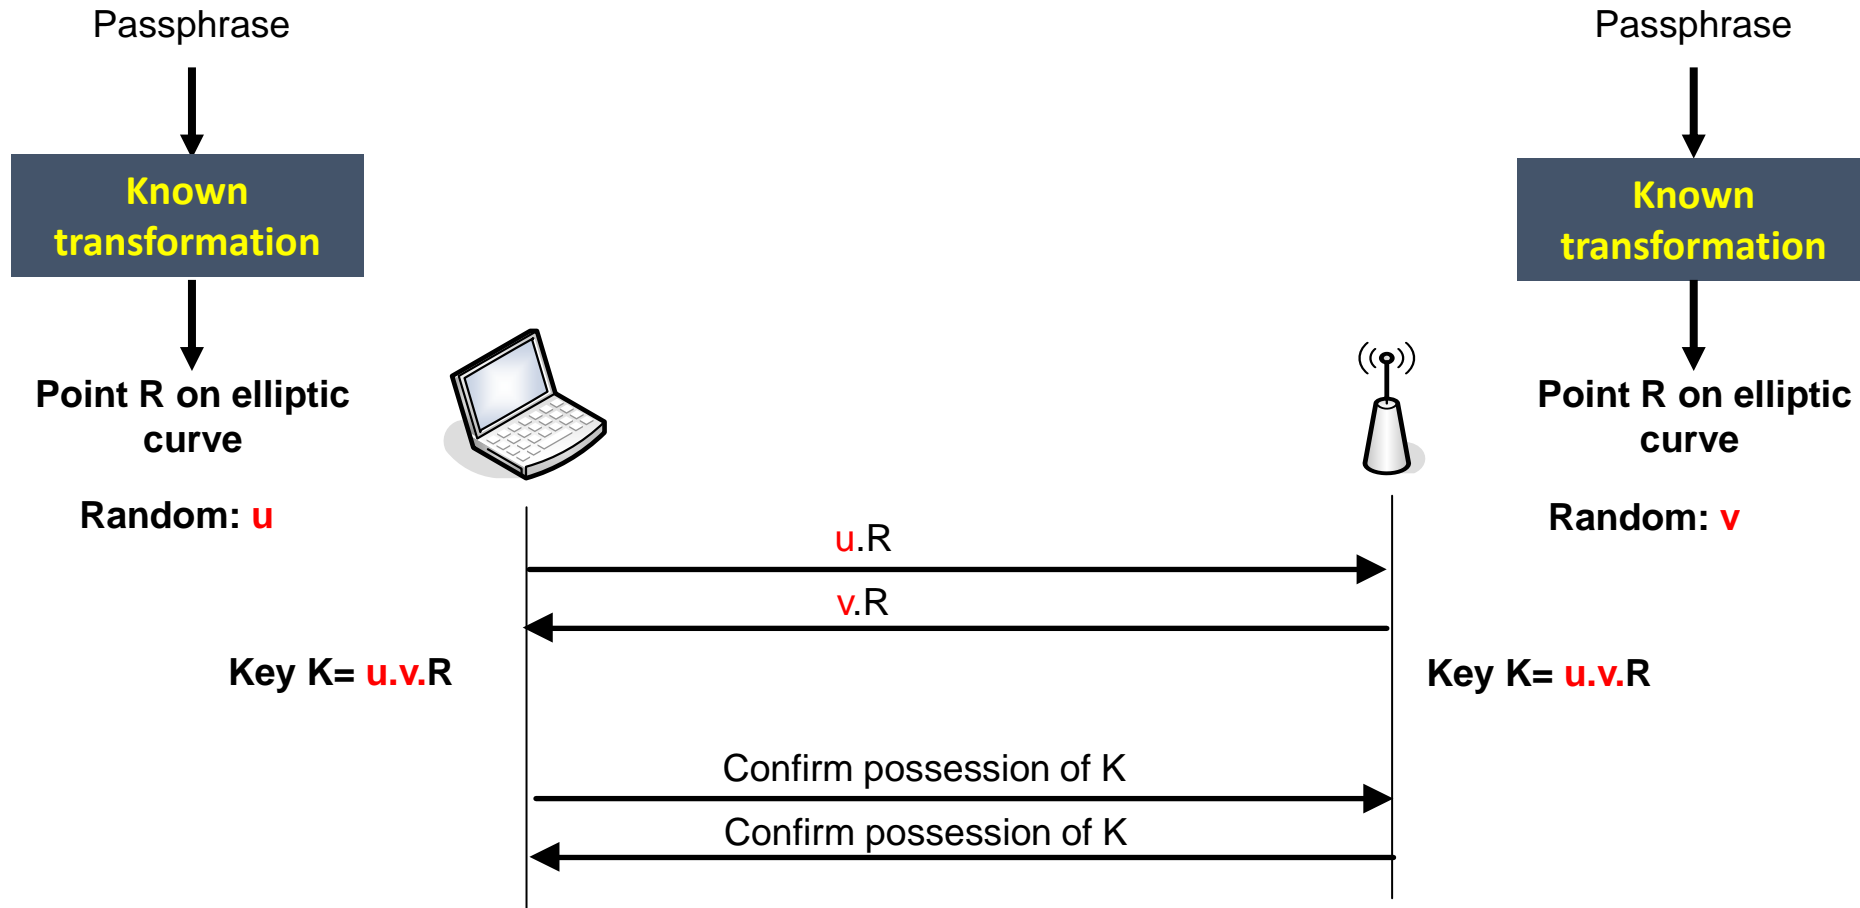 Passphrase
Passphrase
Known
transformation
Known
transformation
Point R on elliptic
curve
Point R on elliptic
curve
Random: u
Random: v
u.R
v.R
Key K= u.v.R
Key K= u.v.R
Confirm possession of K
Confirm possession of K